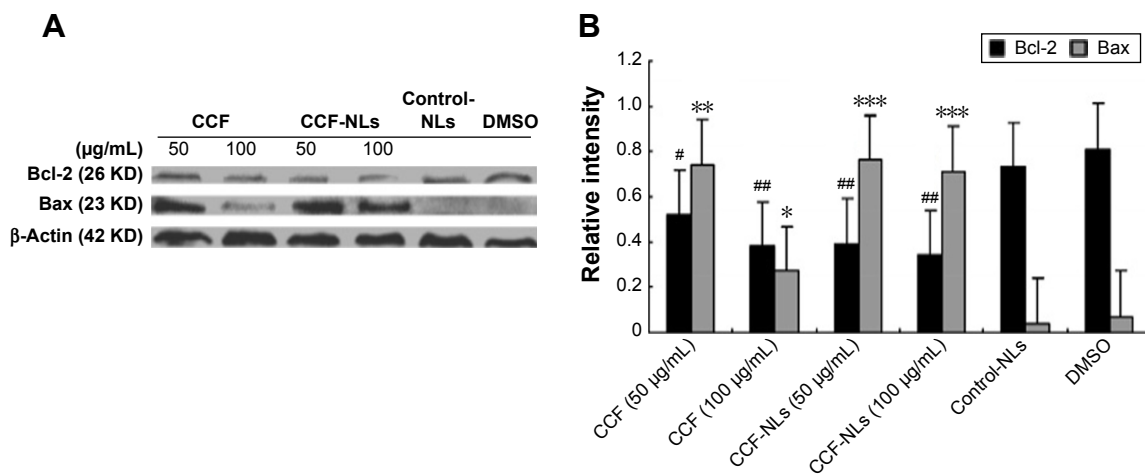 A
CCF CCF-NLs Control-NLs DMSO
(μg/mL) 50 100 50 100
Bcl-2 (26 KD)
Bax (23 KD)
β-Actin (42 KD)
B
Bcl-2 Bax
Relative intensity
1.2
1.0
0.8
0.6
0.4
0.2
0
# ** ## * ## *** ## ***
CCF (50 μg/mL)
CCF (100 μg/mL)
CCF-NLs (50 μg/mL)
CCF-NLs (100 μg/mL)
Control-NLs
DMSO